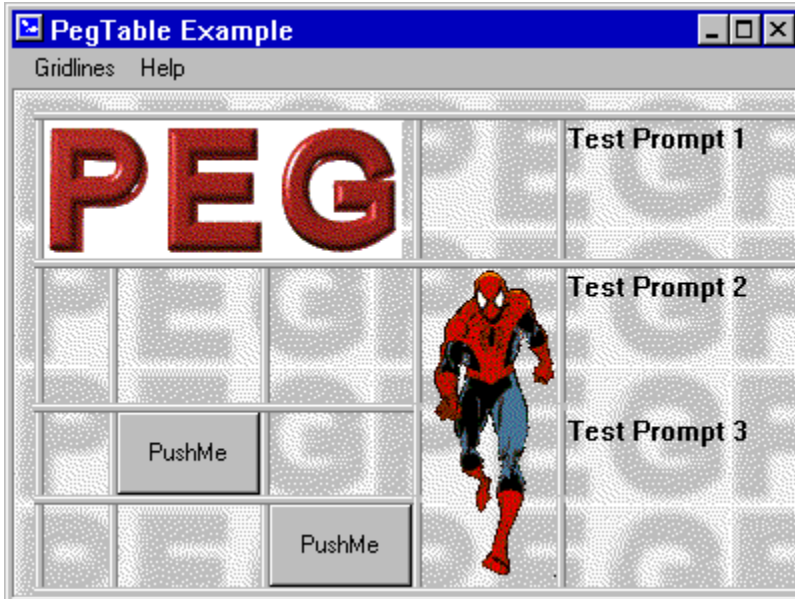 PegTable Example
Gridlines Help
PEG
Test Prompt 1
Test Prompt 2
Test Prompt 3
PushMe
PushMe